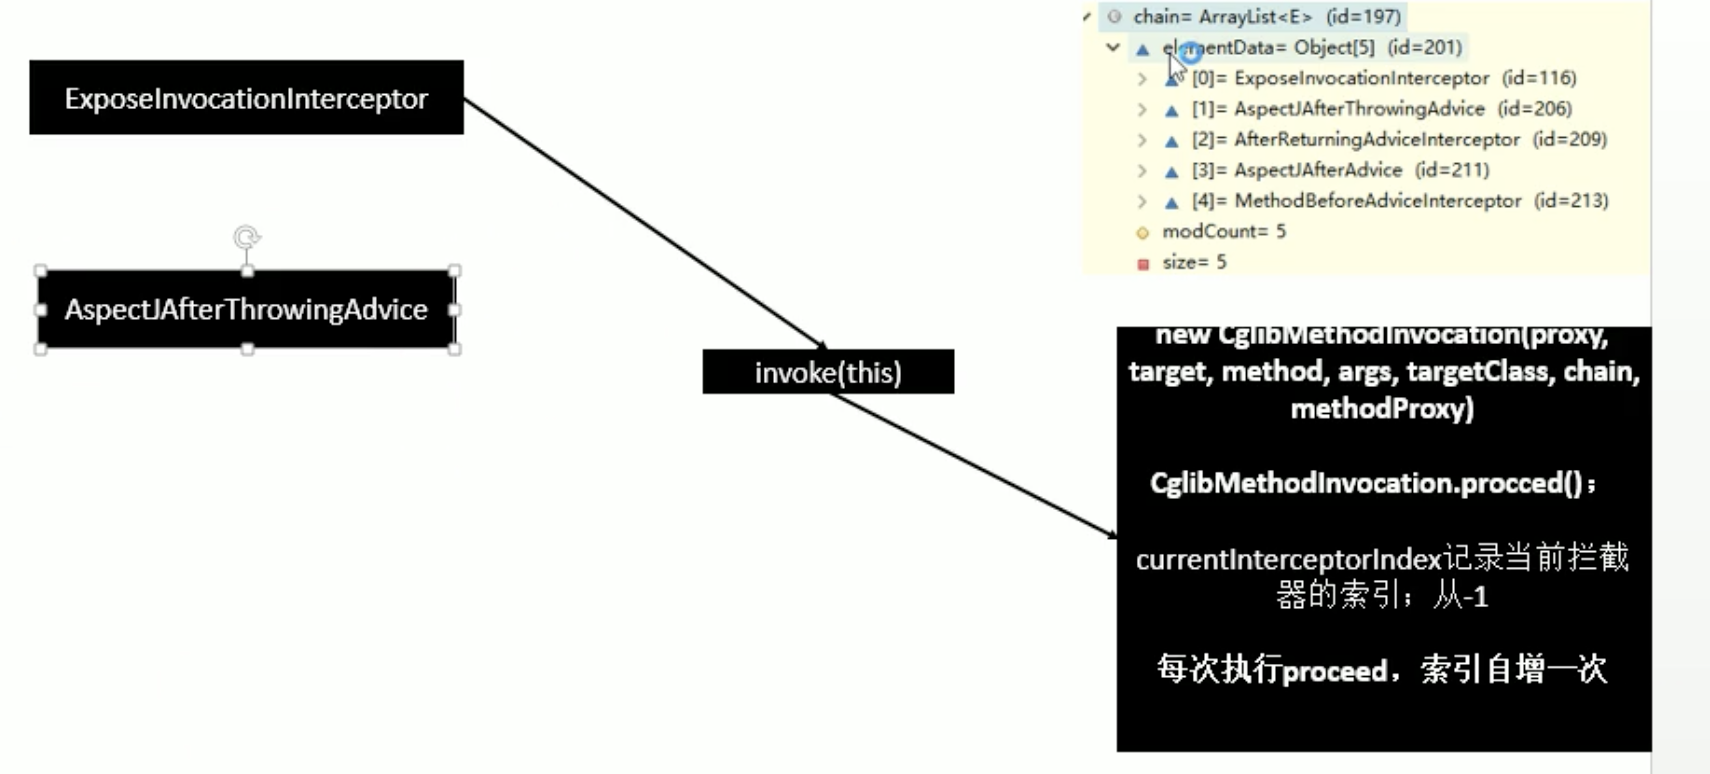 ExposeInvocationInterceptor
AspectJAfterThrowingAdvice
invoke(this)
chain= ArrayList<E> (id=197)
elementData= Object[5] (id=201)
[0]= ExposeInvocationInterceptor (id=116)
[1]= AspectJAfterThrowingAdvice (id=206)
[2]= AfterReturningAdviceInterceptor (id=209)
[3]= AspectJAfterAdvice (id=211)
[4]= MethodBeforeAdviceInterceptor (id=213)
modCount= 5
size= 5
new CglibMethodInvocation(proxy,
target, method, args, targetClass, chain,
methodProxy)
CglibMethodInvocation.procced()；
currentInterceptorIndex记录当前拦截
器的索引；从-1
每次执行proceed，索引自增一次